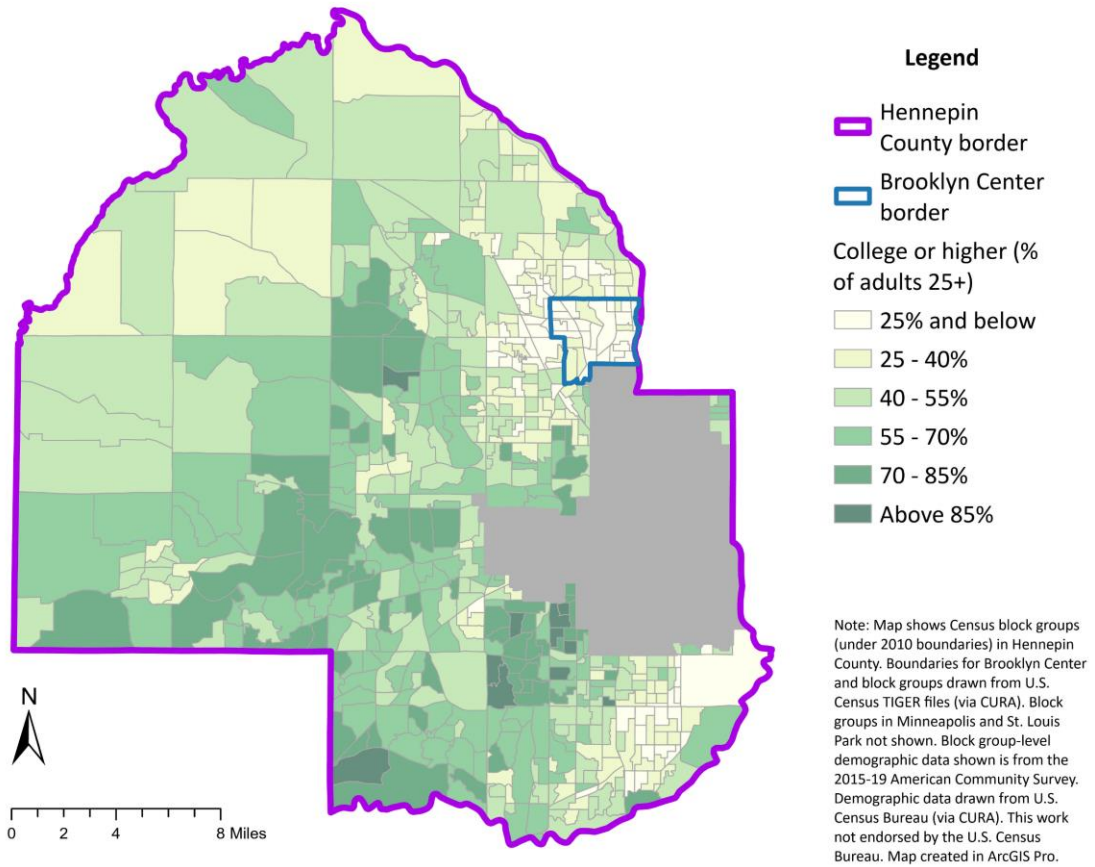 Legend
Hennepin
County border
Brooklyn Center
border
College or higher (%
of adults 25+)
25% and below
25 - 40%
40 - 55%
55 - 70%
70 - 85%
Above 85%
Note: Map shows Census block groups
(under 2010 boundaries) in Hennepin
County. Boundaries for Brooklyn Center
and block groups drawn from U.S.
Census TIGER files (via CURA). Block
groups in Minneapolis and St. Louis
Park not shown. Block group-level
demographic data shown is from the
2015-19 American Community Survey.
Demographic data drawn from U.S.
Census Bureau (via CURA). This work
not endorsed by the U.S. Census
Bureau. Map created in ArcGIS Pro.
N
0 2 4 8 Miles